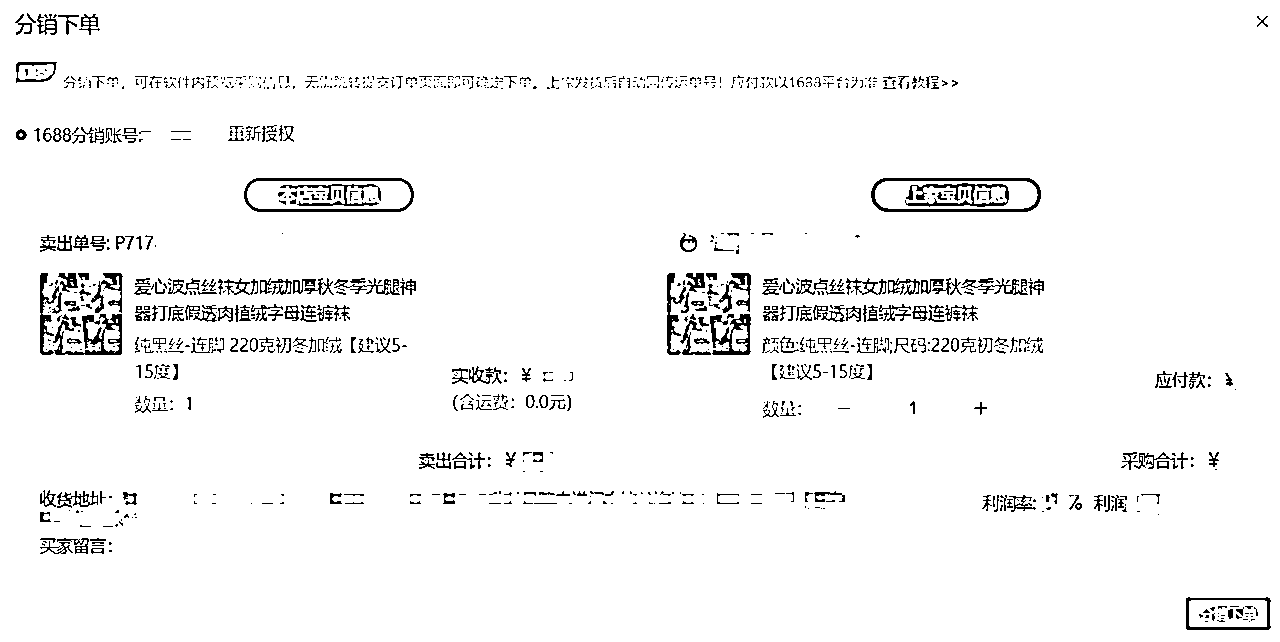 分销下单
分销下单，可在软件内预览采购信息，无需跳转提交订单页面即可确定下单。上家发货后自动回传运单号！应付款以1688平台为准 查看教程>>
1688分销账号: 重新授权
本店宝贝信息 上家宝贝信息
卖出单号: P717
爱心波点丝袜女加绒加厚秋冬季光腿神
器打底假透肉植绒字母连裤袜
纯黑丝-连脚 220克初冬加绒【建议5-
15度】
数量：1
实收款：¥
(含运费：0.0元)
爱心波点丝袜女加绒加厚秋冬季光腿神
器打底假透肉植绒字母连裤袜
颜色:纯黑丝-连脚;尺码:220克初冬加绒
【建议5-15度】
数量： － 1 ＋
应付款：¥
卖出合计：¥ 采购合计：¥
收货地址:
利润率: % 利润
买家留言：
分销下单